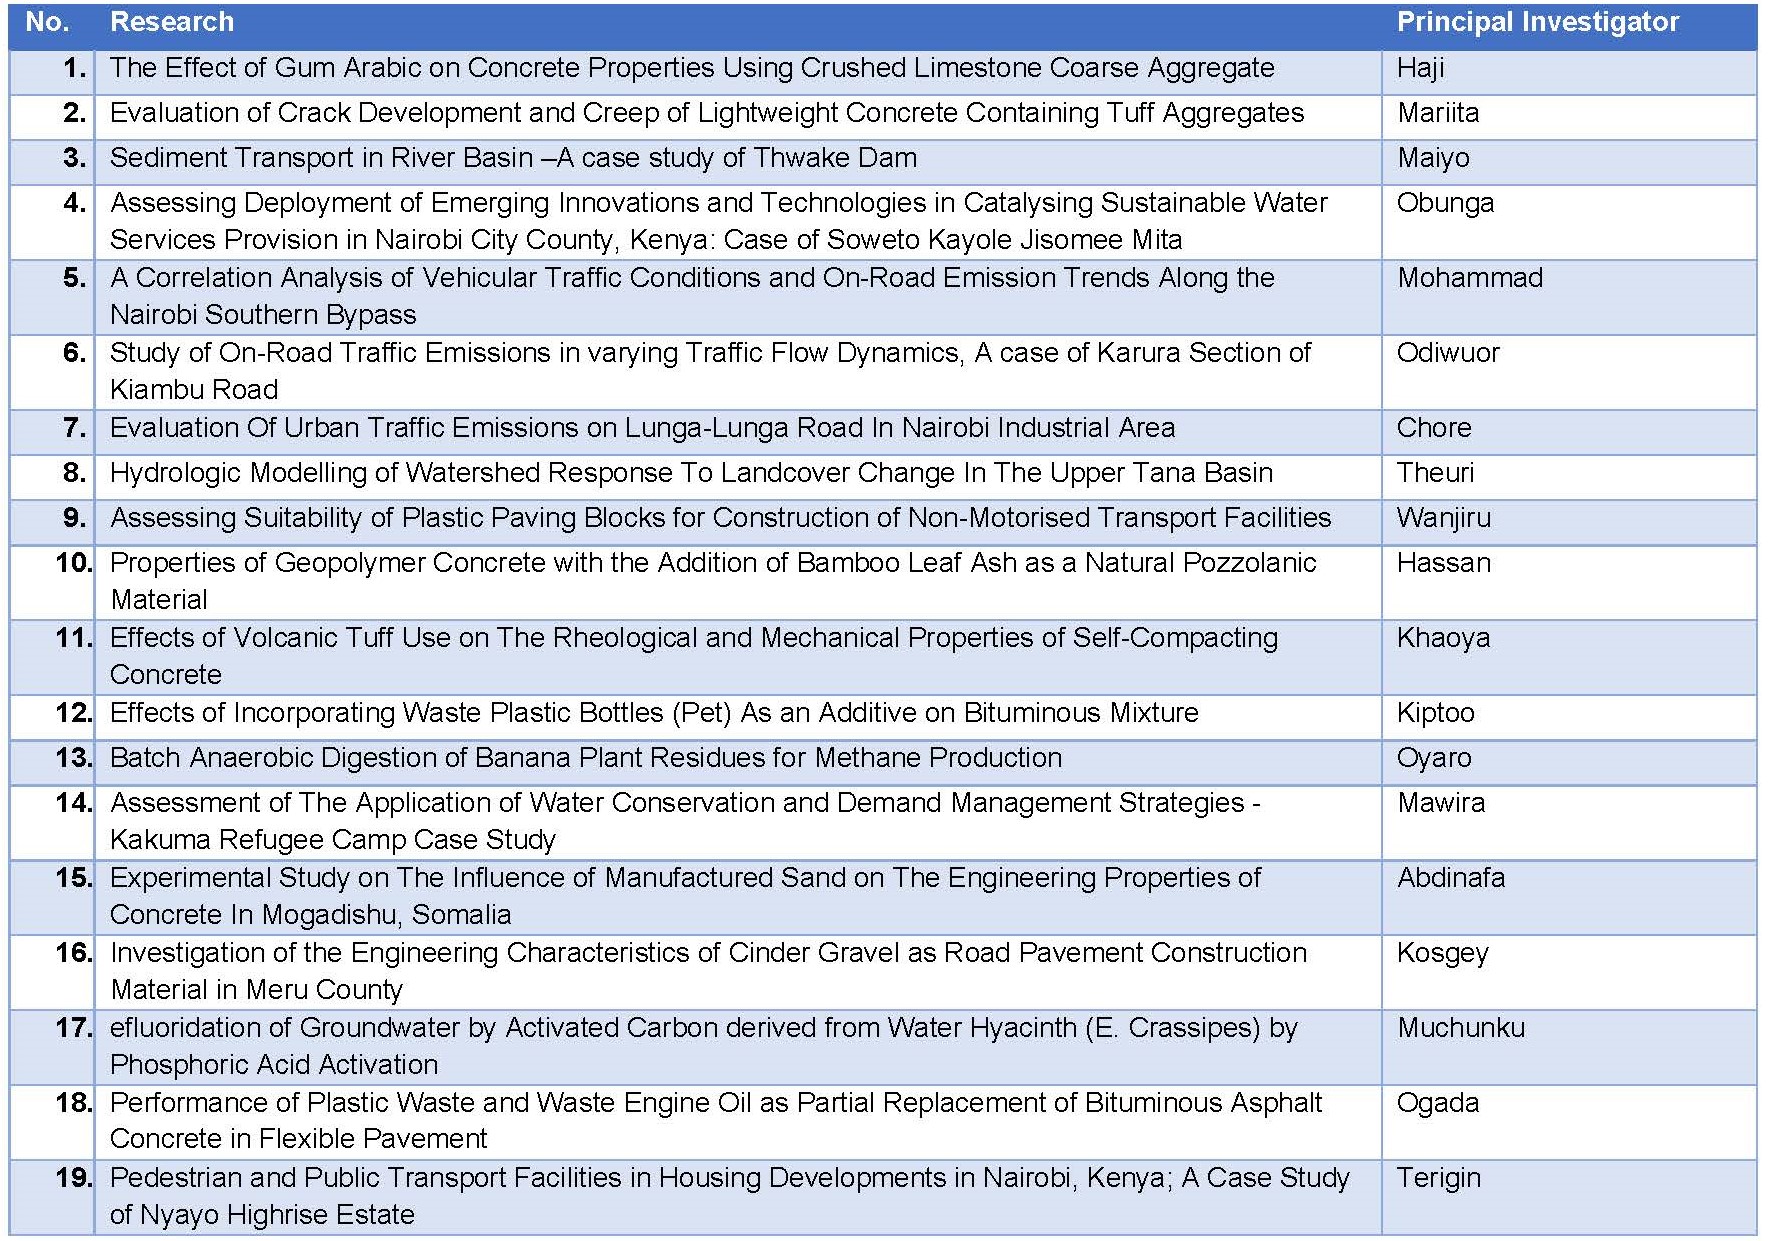 No. Research Principal Investigator
1. The Effect of Gum Arabic on Concrete Properties Using Crushed Limestone Coarse Aggregate Haji
2. Evaluation of Crack Development and Creep of Lightweight Concrete Containing Tuff Aggregates Mariita
3. Sediment Transport in River Basin –A case study of Thwake Dam Maiyo
4. Assessing Deployment of Emerging Innovations and Technologies in Catalysing Sustainable Water Obunga
Services Provision in Nairobi City County, Kenya: Case of Soweto Kayole Jisomee Mita
5. A Correlation Analysis of Vehicular Traffic Conditions and On-Road Emission Trends Along the Mohammad
Nairobi Southern Bypass
6. Study of On-Road Traffic Emissions in varying Traffic Flow Dynamics, A case of Karura Section of Odiwuor
Kiambu Road
7. Evaluation Of Urban Traffic Emissions on Lunga-Lunga Road In Nairobi Industrial Area Chore
8. Hydrologic Modelling of Watershed Response To Landcover Change In The Upper Tana Basin Theuri
9. Assessing Suitability of Plastic Paving Blocks for Construction of Non-Motorised Transport Facilities Wanjiru
10. Properties of Geopolymer Concrete with the Addition of Bamboo Leaf Ash as a Natural Pozzolanic Hassan
Material
11. Effects of Volcanic Tuff Use on The Rheological and Mechanical Properties of Self-Compacting Khaoya
Concrete
12. Effects of Incorporating Waste Plastic Bottles (Pet) As an Additive on Bituminous Mixture Kiptoo
13. Batch Anaerobic Digestion of Banana Plant Residues for Methane Production Oyaro
14. Assessment of The Application of Water Conservation and Demand Management Strategies - Mawira
Kakuma Refugee Camp Case Study
15. Experimental Study on The Influence of Manufactured Sand on The Engineering Properties of Abdinafa
Concrete In Mogadishu, Somalia
16. Investigation of the Engineering Characteristics of Cinder Gravel as Road Pavement Construction Kosgey
Material in Meru County
17. efluoridation of Groundwater by Activated Carbon derived from Water Hyacinth (E. Crassipes) by Muchunku
Phosphoric Acid Activation
18. Performance of Plastic Waste and Waste Engine Oil as Partial Replacement of Bituminous Asphalt Ogada
Concrete in Flexible Pavement
19. Pedestrian and Public Transport Facilities in Housing Developments in Nairobi, Kenya; A Case Study Terigin
of Nyayo Highrise Estate